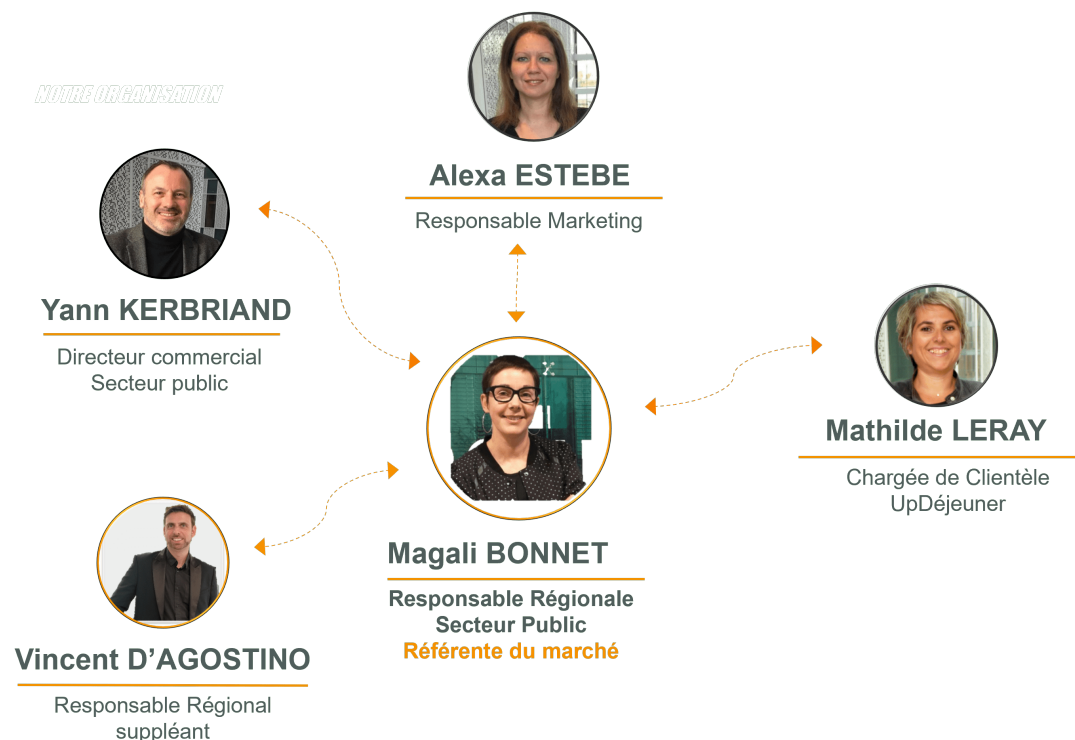 NOTRE ORGANISATION
Alexa ESTEBE
Responsable Marketing
Yann KERBRIAND
Directeur commercial
Secteur public
Mathilde LERAY
Chargée de Clientèle
UpDéjeuner
Magali BONNET
Responsable Régionale
Secteur Public
Référente du marché
Vincent D’AGOSTINO
Responsable Régional
suppléant